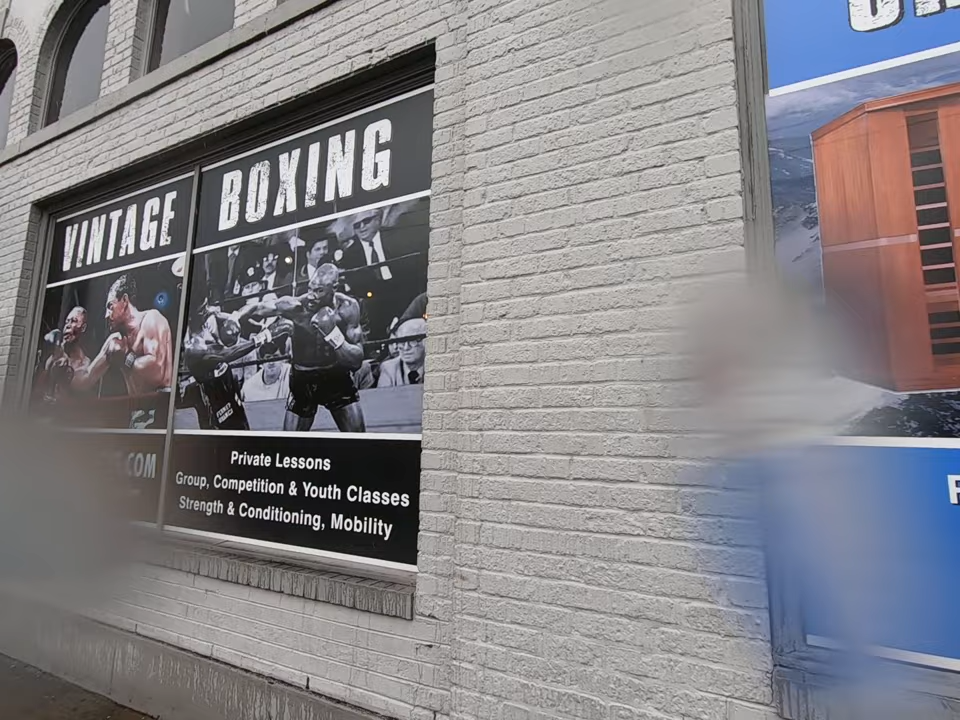 VINTAGE
BOXING
.COM
Private Lessons
Group, Competition & Youth Classes
Strength & Conditioning, Mobility